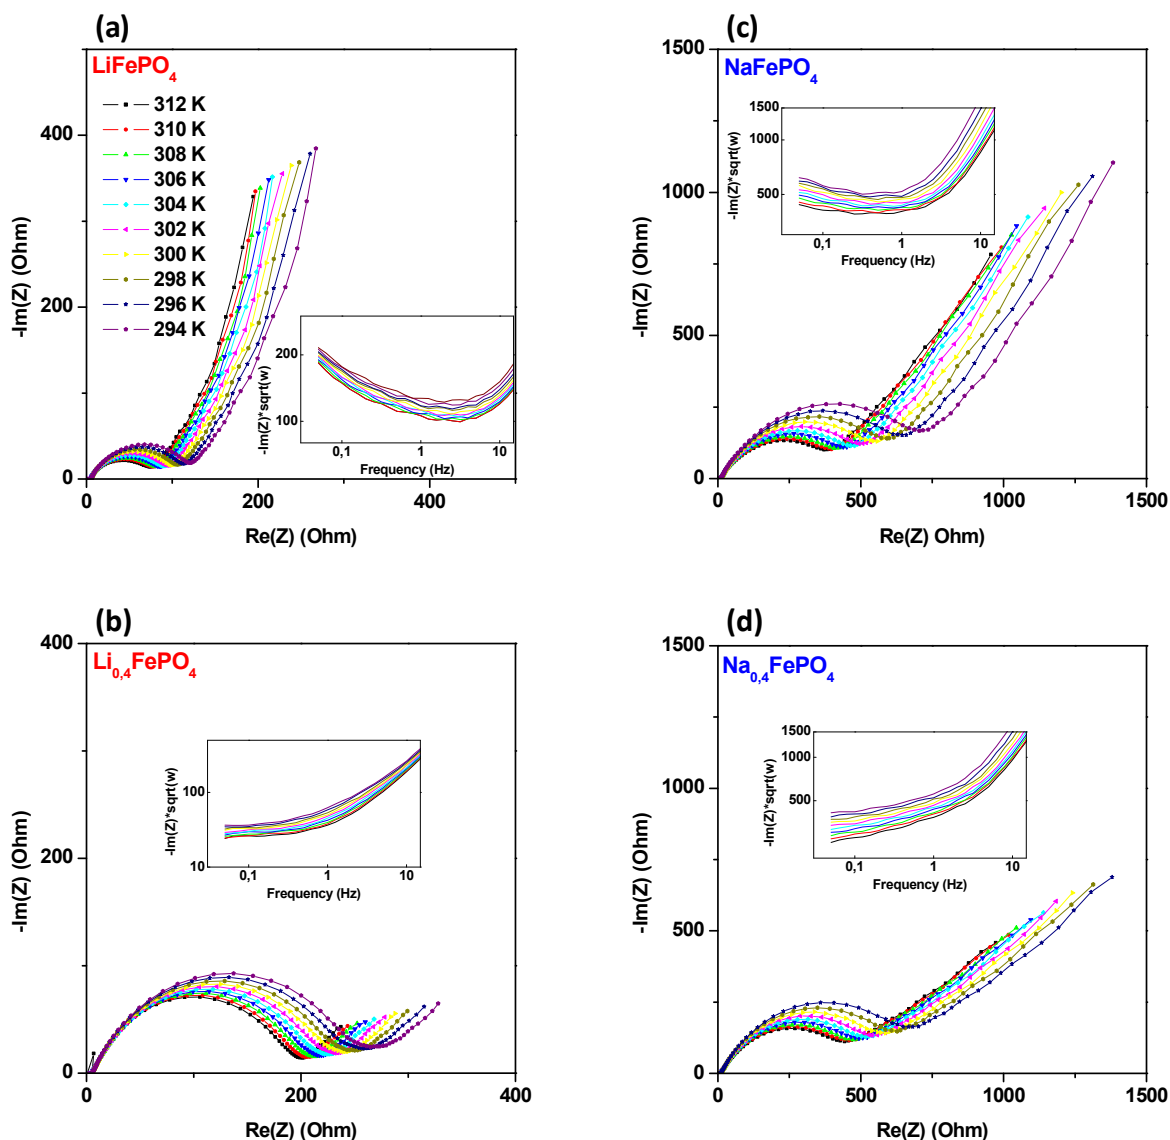 (a)
LiFePO4
312 K
310 K
308 K
306 K
304 K
302 K
300 K
298 K
296 K
294 K
-Im(Z) (Ohm)
400
200
0
0
200
400
Re(Z) (Ohm)
-Im(Z)*sqrt(w)
200
100
0,1
1
10
Frequency (Hz)
(c)
NaFePO4
-Im(Z) (Ohm)
1500
1000
500
0
0
500
1000
1500
Re(Z) Ohm)
-Im(Z)*sqrt(w)
1500
1000
500
0,1
1
10
Frequency (Hz)
(b)
Li0,4FePO4
-Im(Z) (Ohm)
400
200
0
0
200
400
Re(Z) (Ohm)
-Im(Z)*sqrt(w)
100
10
0,1
1
10
Frequency (Hz)
(d)
Na0,4FePO4
-Im(Z) (Ohm)
1500
1000
500
0
0
500
1000
1500
Re(Z) (Ohm)
-Im(Z)*sqrt(w)
1500
1000
500
0,1
1
10
Frequency (Hz)